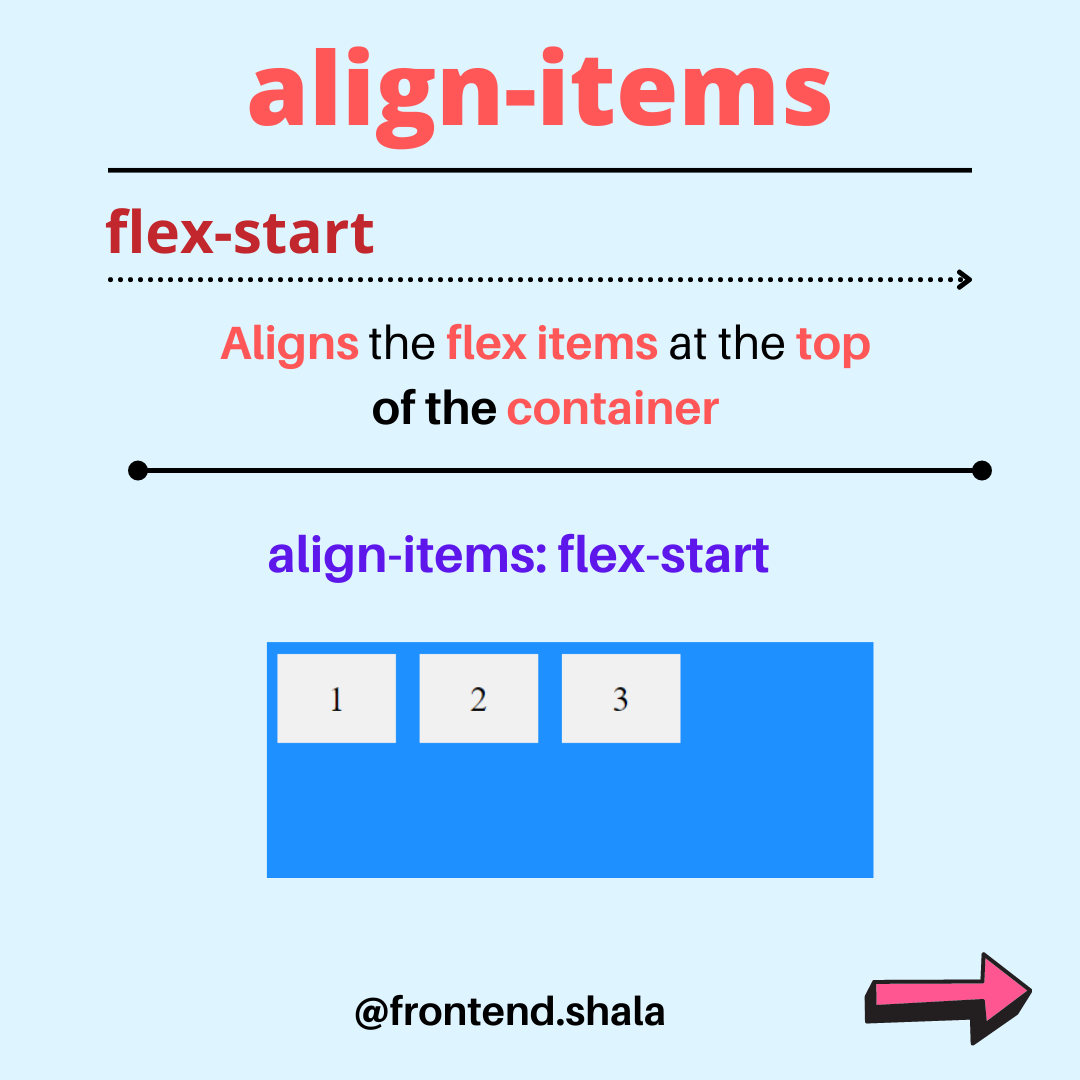 align-items
flex-start
Aligns the flex items at the top
of the container
align-items: flex-start
1 2 3
@frontend.shala